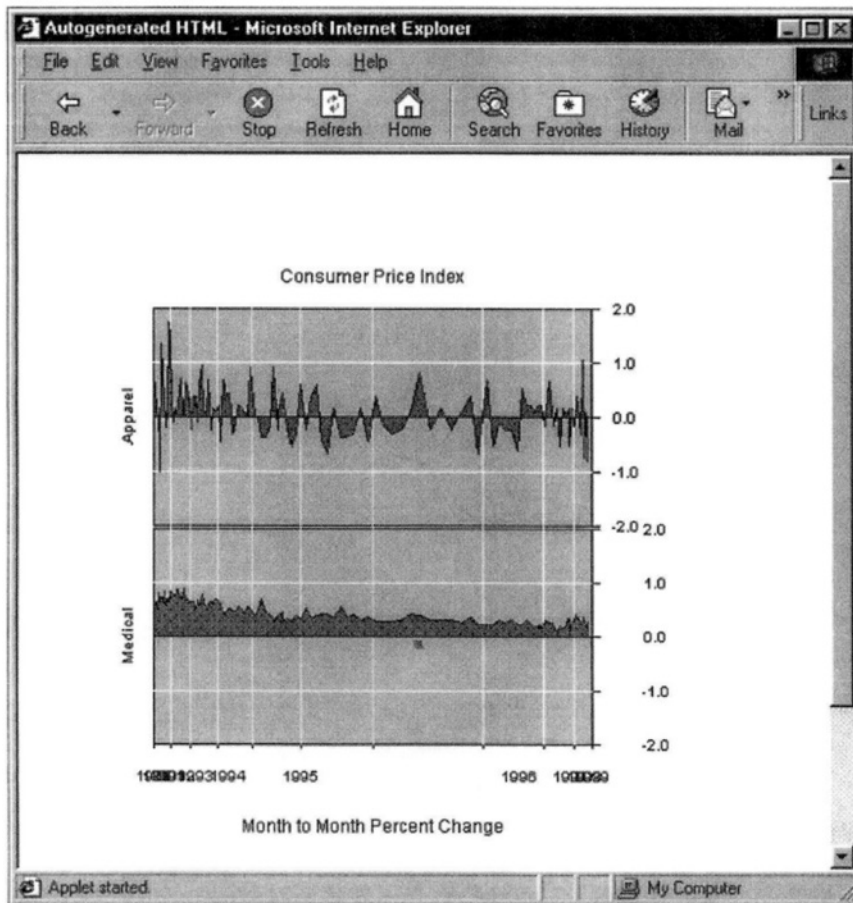 Autogenerated HTML - Microsoft Internet Explorer
File Edit View Favorites Tools Help
Back Forward Stop Refresh Home Search Favorites History Mail » Links
Consumer Price Index
2.0
1.0
Apparel
0.0
-1.0
-2.0 2.0
1.0
Medical
0.0
-1.0
-2.0
1994 1995 1996
Month to Month Percent Change
Applet started.
My Computer